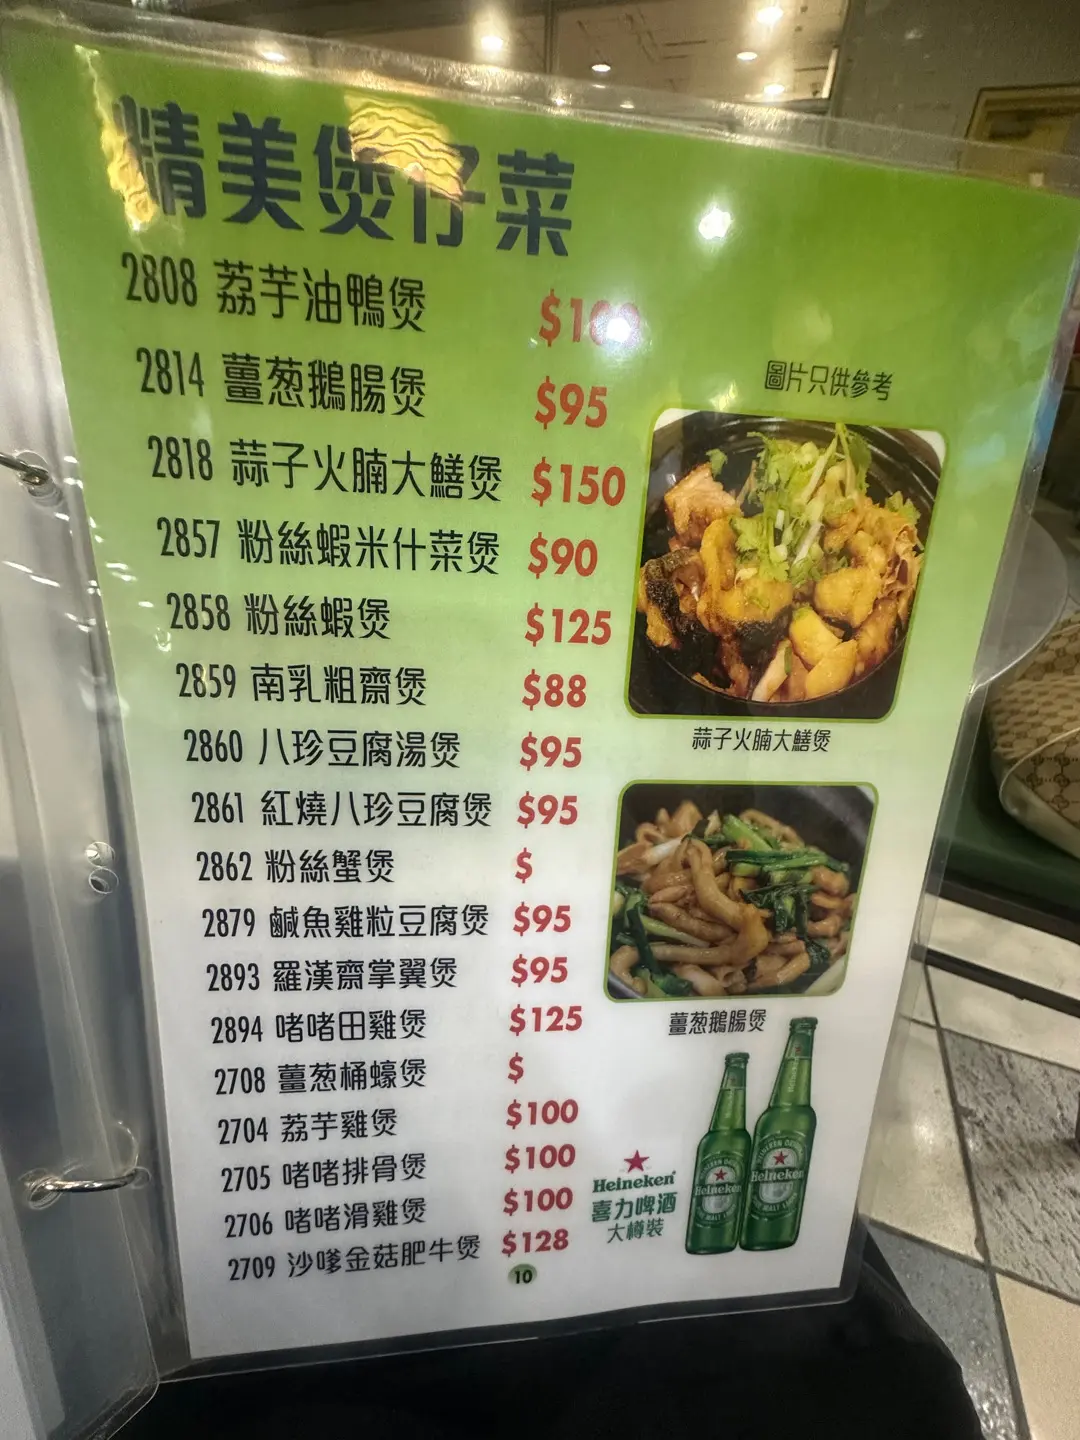 精美煲仔菜
2808 荔芋油鴨煲
2814 薑葱鵝腸煲 $95
2818 蒜子火腩大鱔煲 $150
2857 粉絲蝦米什菜煲 $90
2858 粉絲蝦煲 $125
2859 南乳粗齋煲 $88
2860 八珍豆腐湯煲 $95
2861 紅燒八珍豆腐煲 $95
2862 粉絲蟹煲 $
2879 鹹魚雞粒豆腐煲 $95
2893 羅漢齋掌翼煲 $95
2894 啫啫田雞煲 $125
2708 薑葱桶蠔煲 $
2704 荔芋雞煲 $100
2705 啫啫排骨煲 $100
2706 啫啫滑雞煲 $100
2709 沙嗲金菇肥牛煲 $128
圖片只供參考
蒜子火腩大鱔煲
薑葱鵝腸煲
Heineken
喜力啤酒
大樽裝
Heineken
Heineken
10